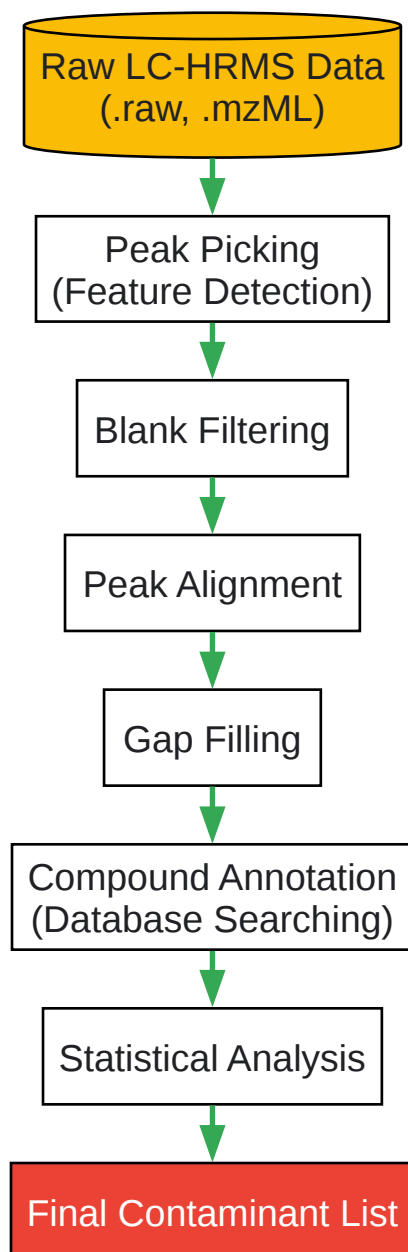 Raw LC-HRMS Data
(.raw, .mzML)
Peak Picking
(Feature Detection)
Blank Filtering
Peak Alignment
Gap Filling
Compound Annotation
(Database Searching)
Statistical Analysis
Final Contaminant List